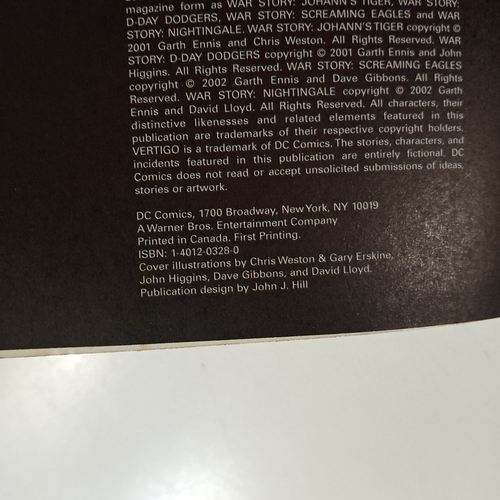 magazine form as WAR STORY: JOHANN'S TIGER, WAR STORY:
D-DAY DODGERS, WAR STORY: SCREAMING EAGLES and WAR
STORY: NIGHTINGALE. WAR STORY: JOHANN'S TIGER copyright ©
2001 Garth Ennis and Chris Weston. All Rights Reserved. WAR
STORY: D-DAY DODGERS copyright © 2001 Garth Ennis and John
Higgins. All Rights Reserved. WAR STORY: SCREAMING EAGLES
copyright © 2002 Garth Ennis and Dave Gibbons. All Rights
Reserved. WAR STORY: NIGHTINGALE copyright © 2002 Garth
Ennis and David Lloyd. All Rights Reserved. All characters, their
distinctive likenesses and related elements featured in this
publication are trademarks of their respective copyright holders.
VERTIGO is a trademark of DC Comics. The stories, characters, and
incidents featured in this publication are entirely fictional. DC
Comics does not read or accept unsolicited submissions of ideas,
stories or artwork.
DC Comics, 1700 Broadway, New York, NY 10019
A Warner Bros. Entertainment Company
Printed in Canada. First Printing.
ISBN: 1-4012-0328-0
Cover illustrations by Chris Weston & Gary Erskine,
John Higgins, Dave Gibbons, and David Lloyd.
Publication design by John J. Hill